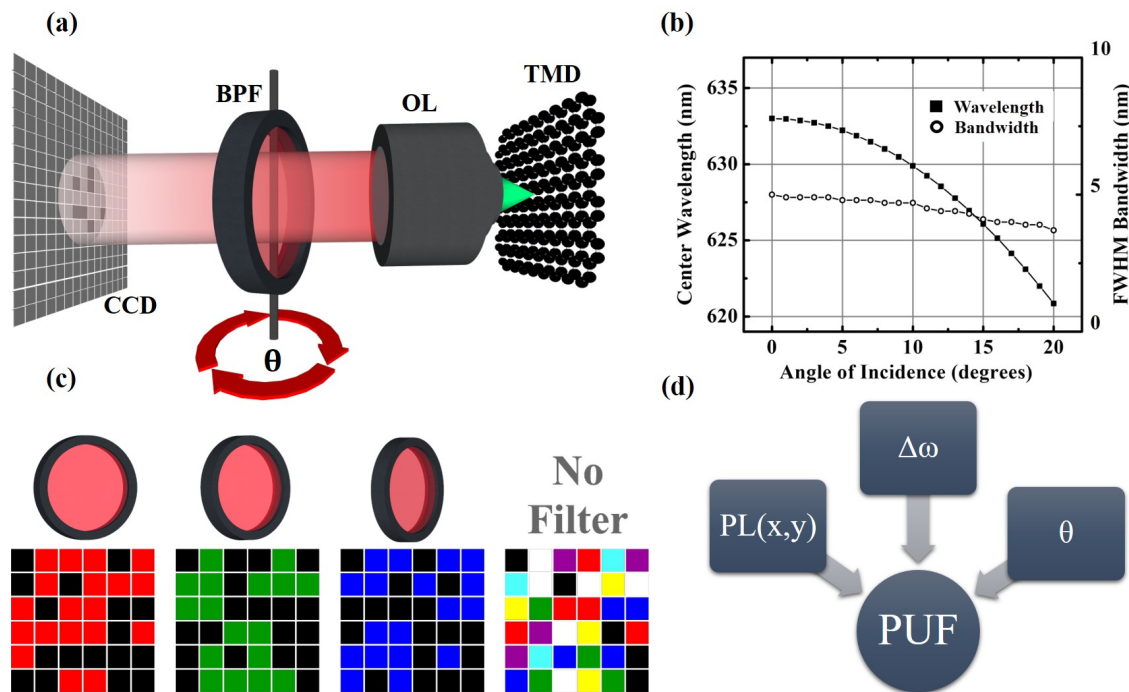 (a)
BPF
OL
TMD
CCD
θ
(b)
Center Wavelength (nm)
635
630
625
620
Wavelength
Bandwidth
10
5
0
FWHM Bandwidth (nm)
0
5
10
15
20
Angle of Incidence (degrees)
(c)
No
Filter
(d)
Δω
PL(x,y)
θ
PUF